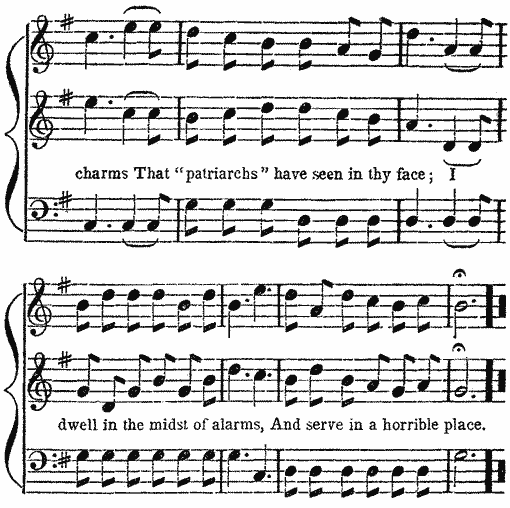 charms That “patriarchs” have seen in thy face; I
dwell in the midst of alarms, And serve in a horrible place.